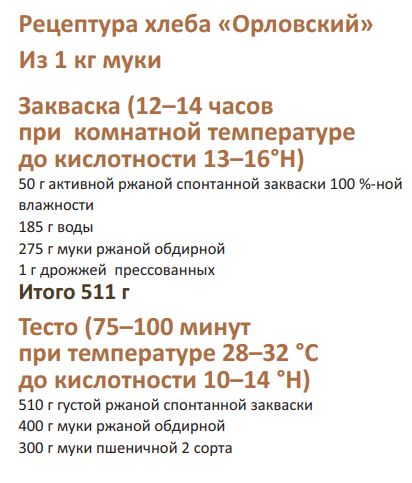 Рецептура хлеба «Орловский»
Из 1 кг муки
Закваска (12–14 часов
при комнатной температуре
до кислотности 13–16°Н)
50 г активной ржаной спонтанной закваски 100 %-ной
влажности
185 г воды
275 г муки ржаной обдирной
1 г дрожжей прессованных
Итого 511 г
Тесто (75–100 минут
при температуре 28–32 °С
до кислотности 10–14 °Н)
510 г густой ржаной спонтанной закваски
400 г муки ржаной обдирной
300 г муки пшеничной 2 сорта